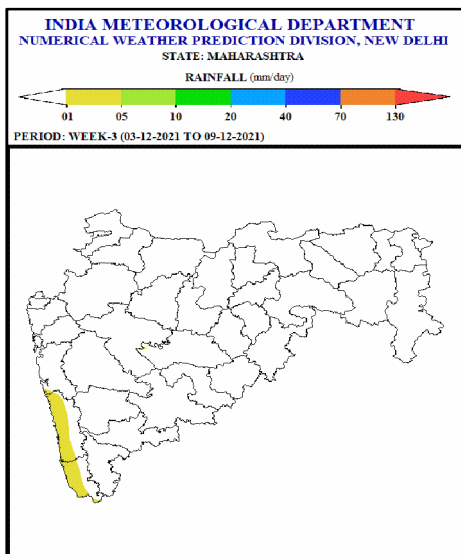 INDIA METEOROLOGICAL DEPARTMENT
NUMERICAL WEATHER PREDICTION DIVISION, NEW DELHI
STATE: MAHARASHTRA
RAINFALL (mm/day)
01 05 10 20 40 70 130
PERIOD: WEEK-3 (03-12-2021 TO 09-12-2021)